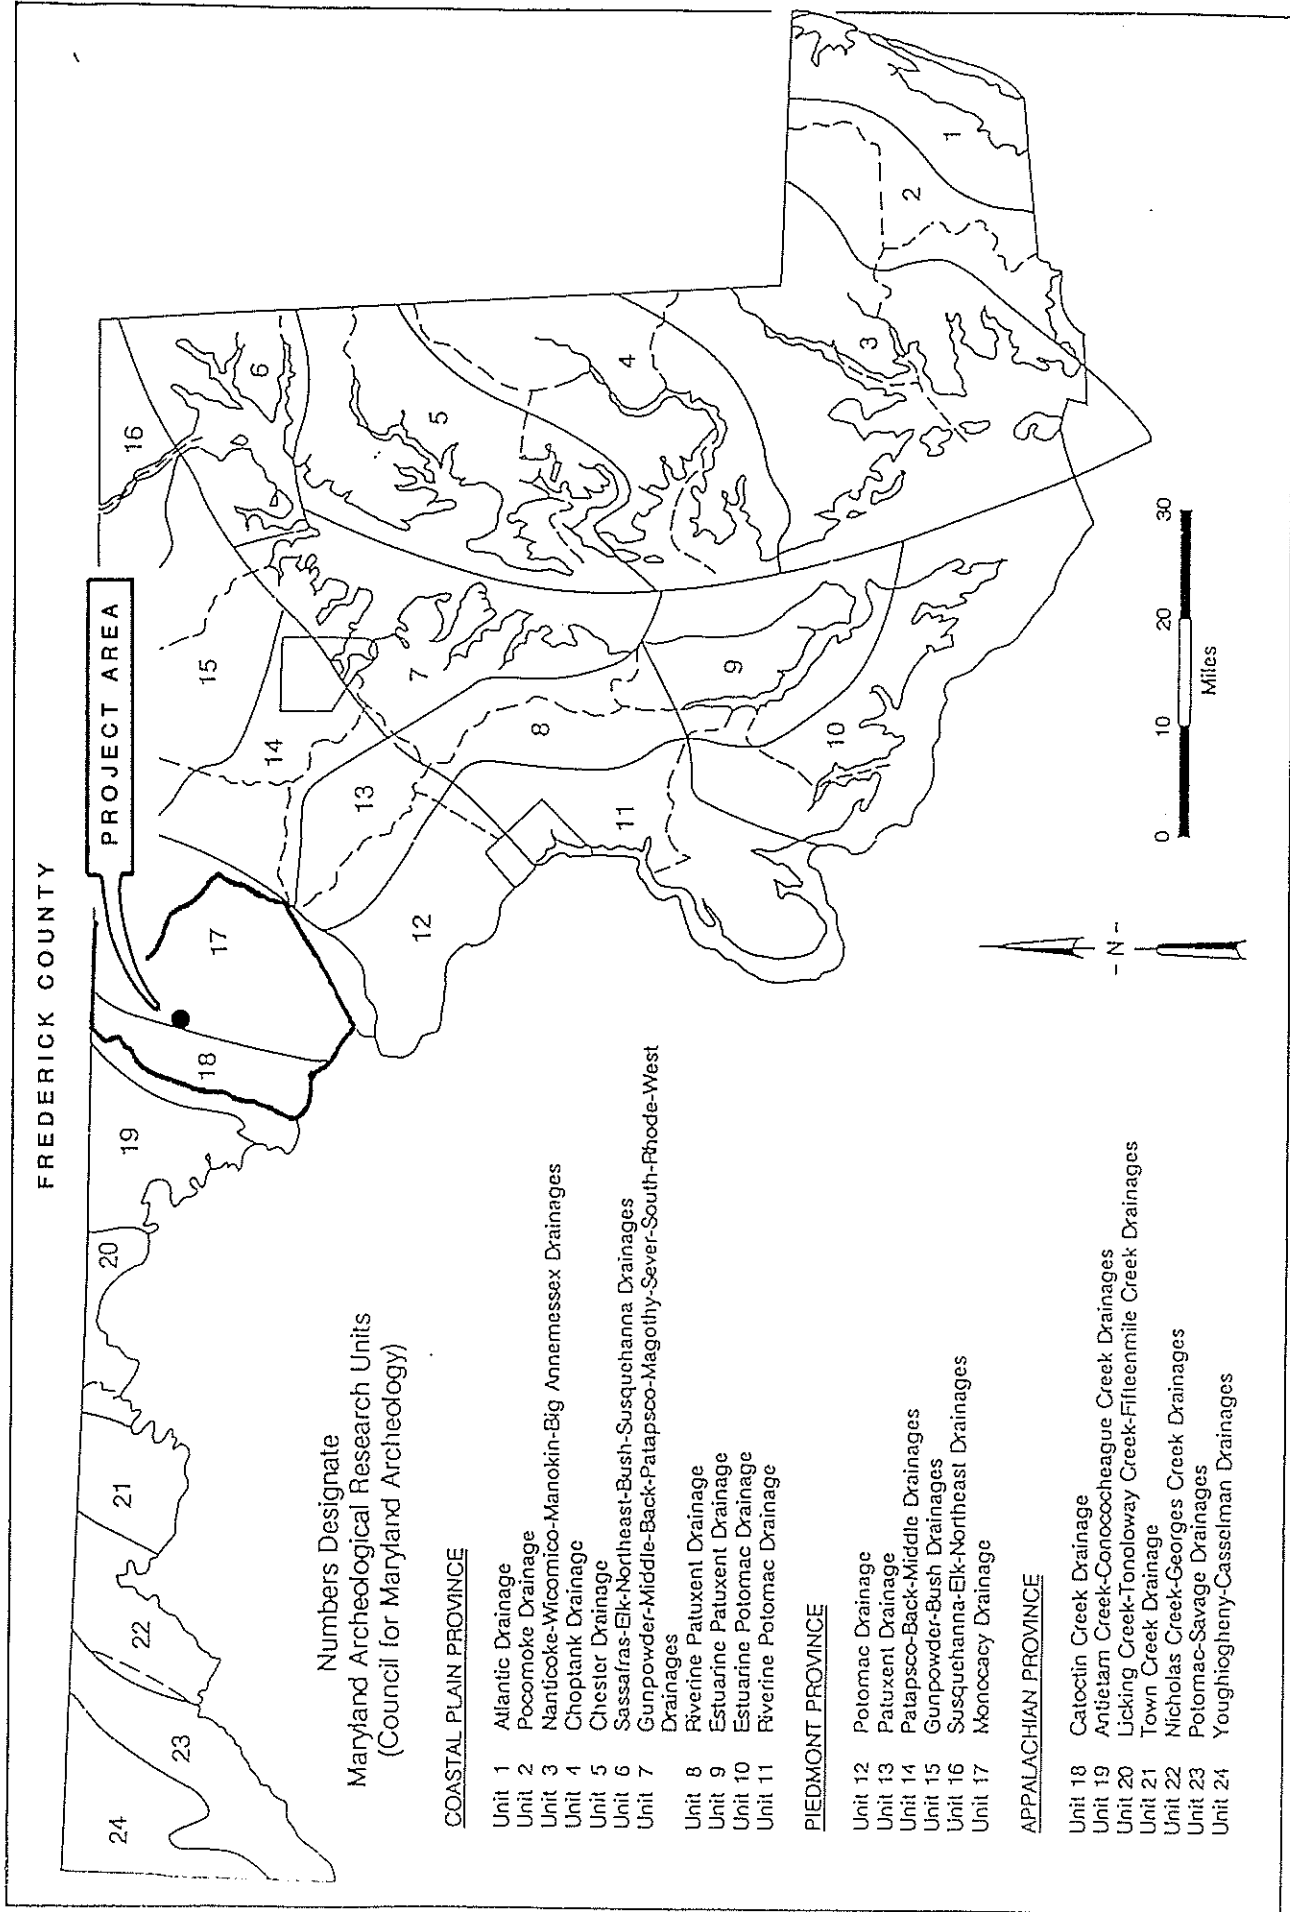 FREDERICK COUNTY
PROJECT AREA
24
23
22
21
20
19
18
17
16
15
14
13
12
11
10
9
8
7
6
5
4
3
2
1
Numbers Designate
Maryland Archeological Research Units
(Council for Maryland Archeology)
COASTAL PLAIN PROVINCE
Unit 1 Atlantic Drainage
Unit 2 Pocomoke Drainage
Unit 3 Nanticoke-Wicomico-Manokin-Big Annemessex Drainages
Unit 4 Choptank Drainage
Unit 5 Chester Drainage
Unit 6 Sassafras-Elk-Northeast-Bush-Susquehanna Drainages
Unit 7 Gunpowder-Middle-Back-Patapsco-Magothy-Sever-South-Rhode-West
Drainages
Unit 8 Riverine Patuxent Drainage
Unit 9 Estuarine Patuxent Drainage
Unit 10 Estuarine Potomac Drainage
Unit 11 Riverine Potomac Drainage
PIEDMONT PROVINCE
Unit 12 Potomac Drainage
Unit 13 Patuxent Drainage
Unit 14 Patapsco-Back-Middle Drainages
Unit 15 Gunpowder-Bush Drainages
Unit 16 Susquehanna-Elk-Northeast Drainages
Unit 17 Monocacy Drainage
APPALACHIAN PROVINCE
Unit 18 Catoctin Creek Drainage
Unit 19 Antietam Creek-Conococheague Creek Drainages
Unit 20 Licking Creek-Tonoloway Creek-Fifteenmile Creek Drainages
Unit 21 Town Creek Drainage
Unit 22 Nicholas Creek-Georges Creek Drainages
Unit 23 Potomac-Savage Drainages
Unit 24 Youghiogheny-Casselman Drainages
-N-
0 10 20 30
Miles